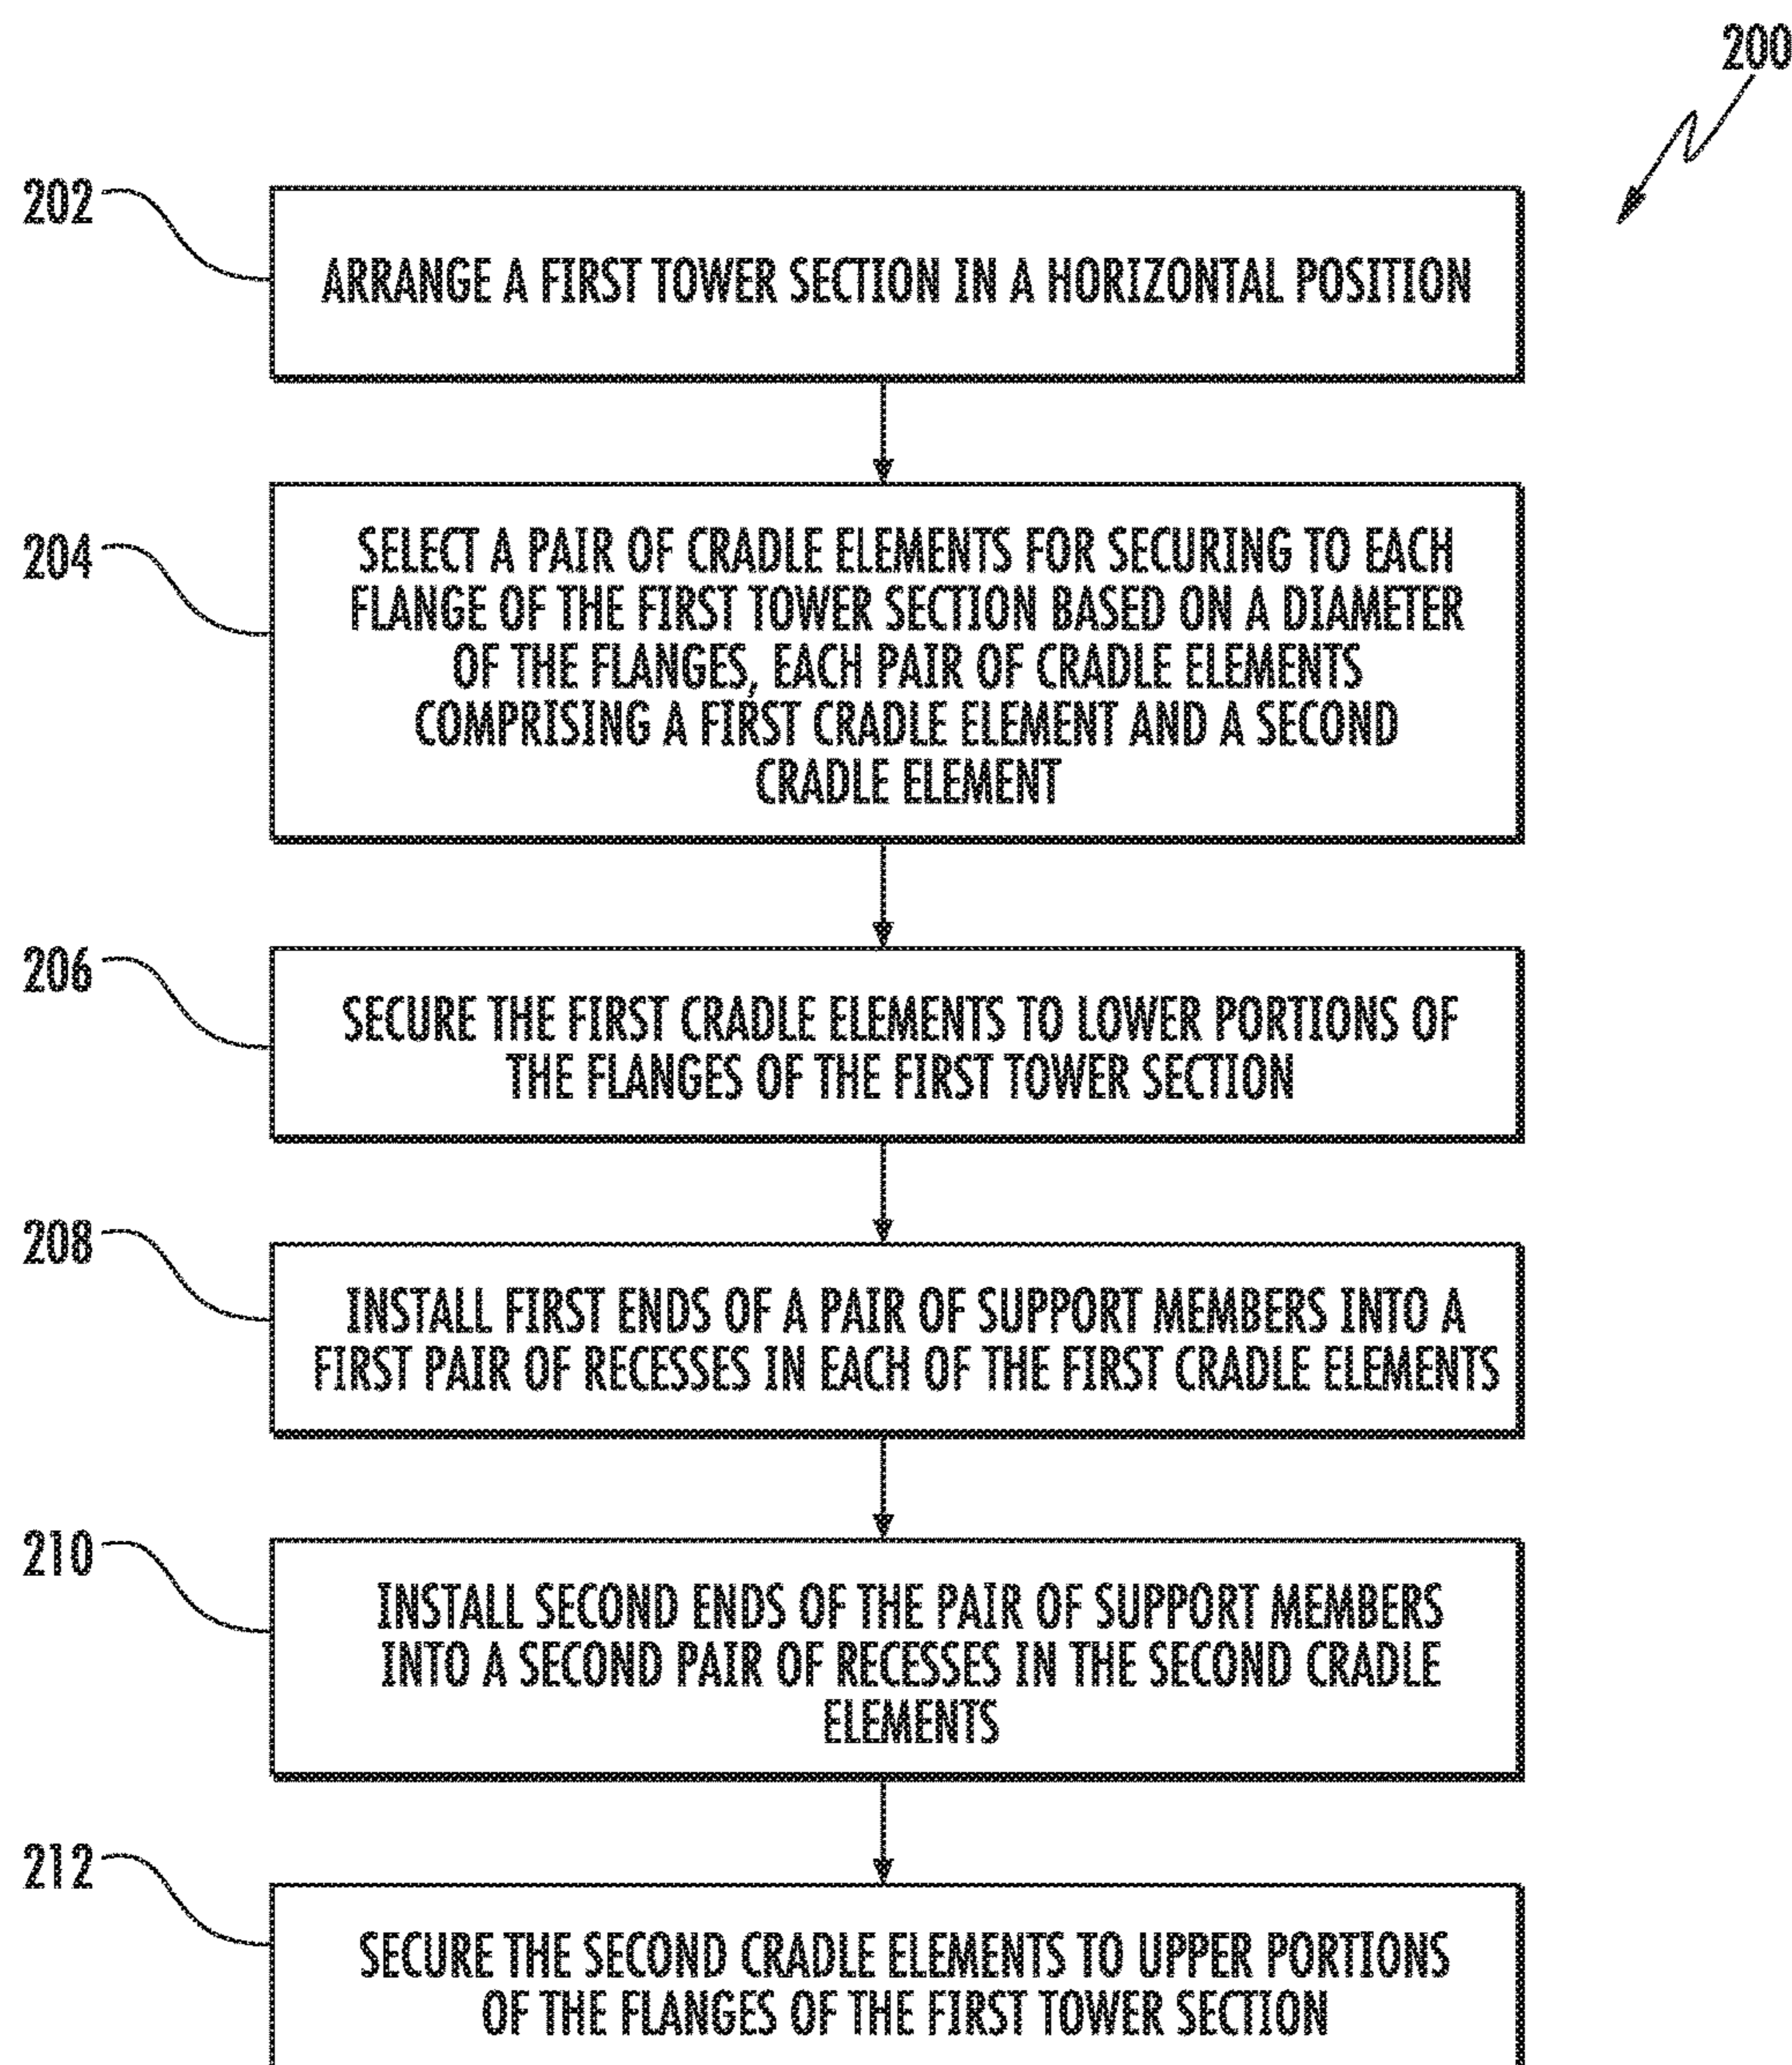 200
202
ARRANGE A FIRST TOWER SECTION IN A HORIZONTAL POSITION
204
SELECT A PAIR OF CRADLE ELEMENTS FOR SECURING TO EACH
FLANGE OF THE FIRST TOWER SECTION BASED ON A DIAMETER
OF THE FLANGES, EACH PAIR OF CRADLE ELEMENTS
COMPRISING A FIRST CRADLE ELEMENT AND A SECOND
CRADLE ELEMENT
206
SECURE THE FIRST CRADLE ELEMENTS TO LOWER PORTIONS OF
THE FLANGES OF THE FIRST TOWER SECTION
208
INSTALL FIRST ENDS OF A PAIR OF SUPPORT MEMBERS INTO A
FIRST PAIR OF RECESSES IN EACH OF THE FIRST CRADLE ELEMENTS
210
INSTALL SECOND ENDS OF THE PAIR OF SUPPORT MEMBERS
INTO A SECOND PAIR OF RECESSES IN THE SECOND CRADLE
ELEMENTS
212
SECURE THE SECOND CRADLE ELEMENTS TO UPPER PORTIONS
OF THE FLANGES OF THE FIRST TOWER SECTION